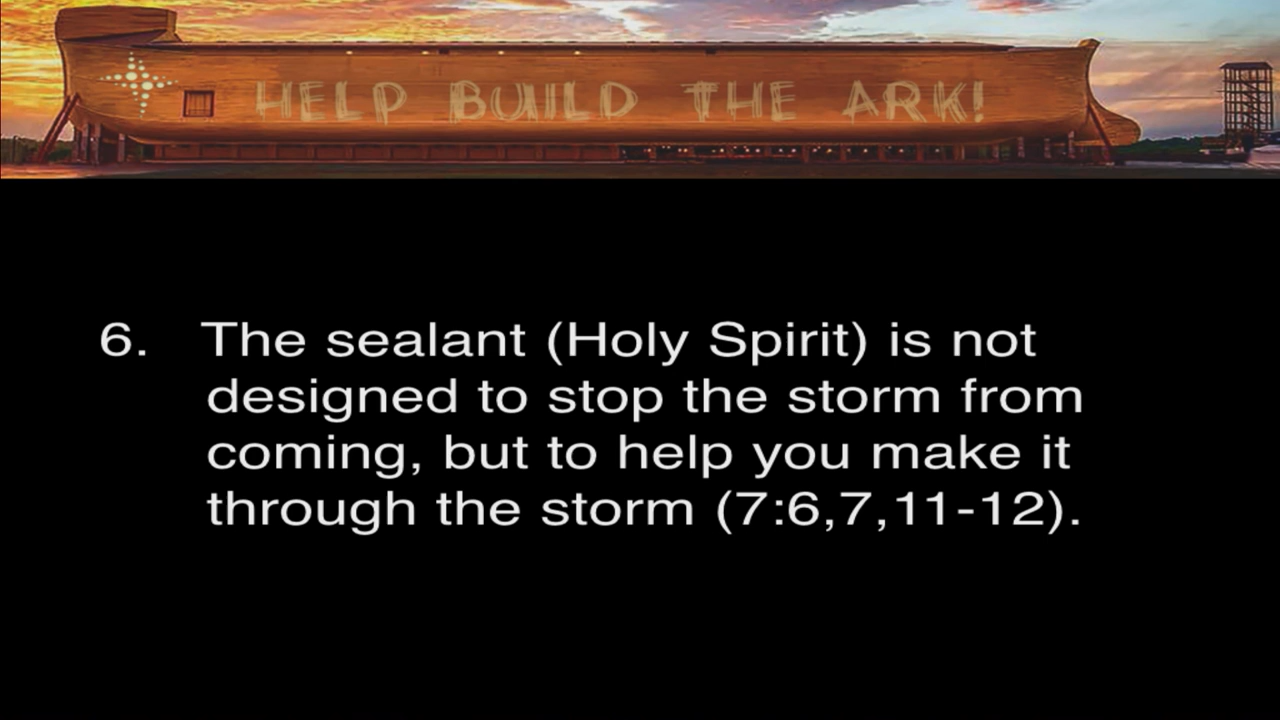 HELP BUILD THE ARK!
6. The sealant (Holy Spirit) is not
designed to stop the storm from
coming, but to help you make it
through the storm (7:6,7,11-12).